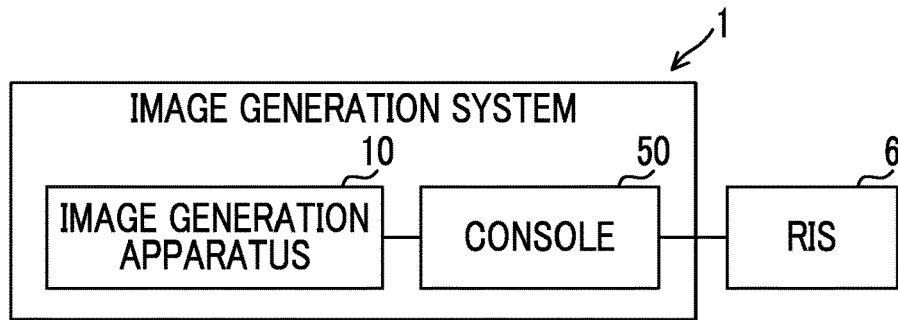 1
IMAGE GENERATION SYSTEM
10
50
6
IMAGE GENERATION
APPARATUS
CONSOLE
RIS